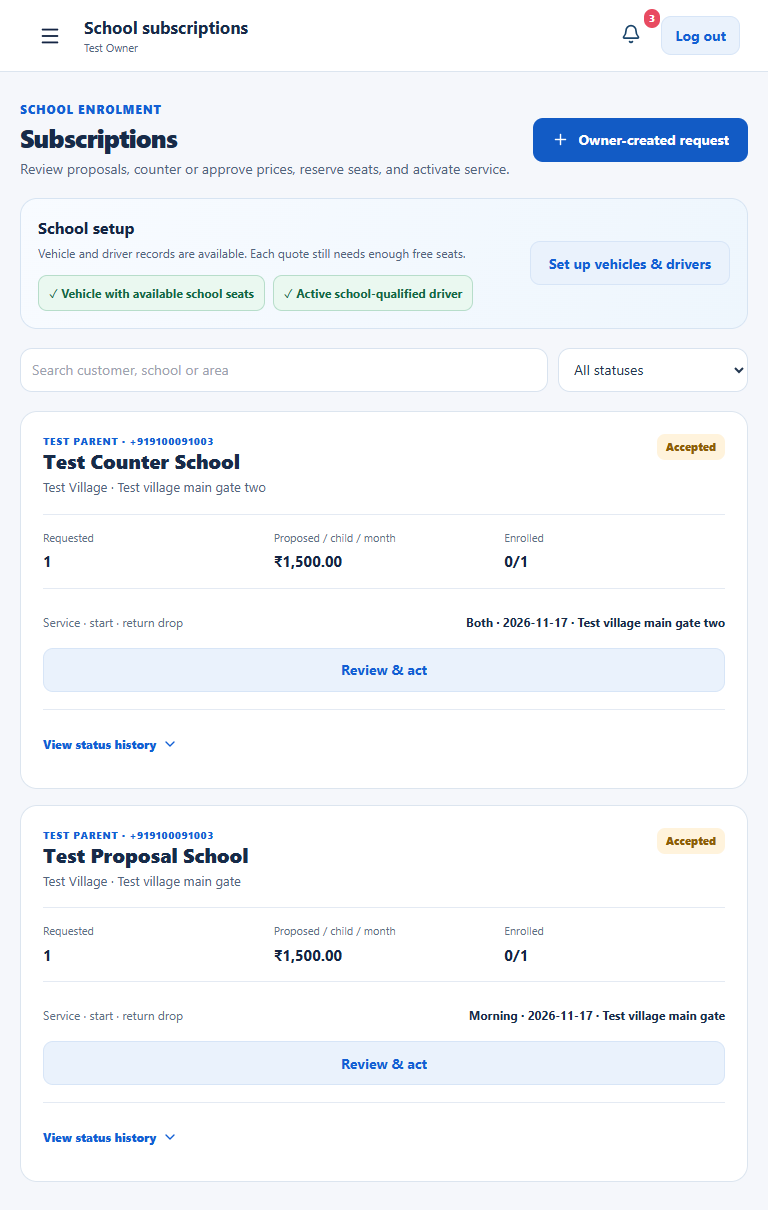 School subscriptions
Test Owner
3
Log out
SCHOOL ENROLMENT
Subscriptions
Review proposals, counter or approve prices, reserve seats, and activate service.
+ Owner-created request
School setup
Vehicle and driver records are available. Each quote still needs enough free seats.
✓ Vehicle with available school seats
✓ Active school-qualified driver
Set up vehicles & drivers
Search customer, school or area
All statuses
TEST PARENT · +919100091003
Accepted
Test Counter School
Test Village · Test village main gate two
Requested
1
Proposed / child / month
₹1,500.00
Enrolled
0/1
Service · start · return drop
Both · 2026-11-17 · Test village main gate two
Review & act
View status history
TEST PARENT · +919100091003
Accepted
Test Proposal School
Test Village · Test village main gate
Requested
1
Proposed / child / month
₹1,500.00
Enrolled
0/1
Service · start · return drop
Morning · 2026-11-17 · Test village main gate
Review & act
View status history